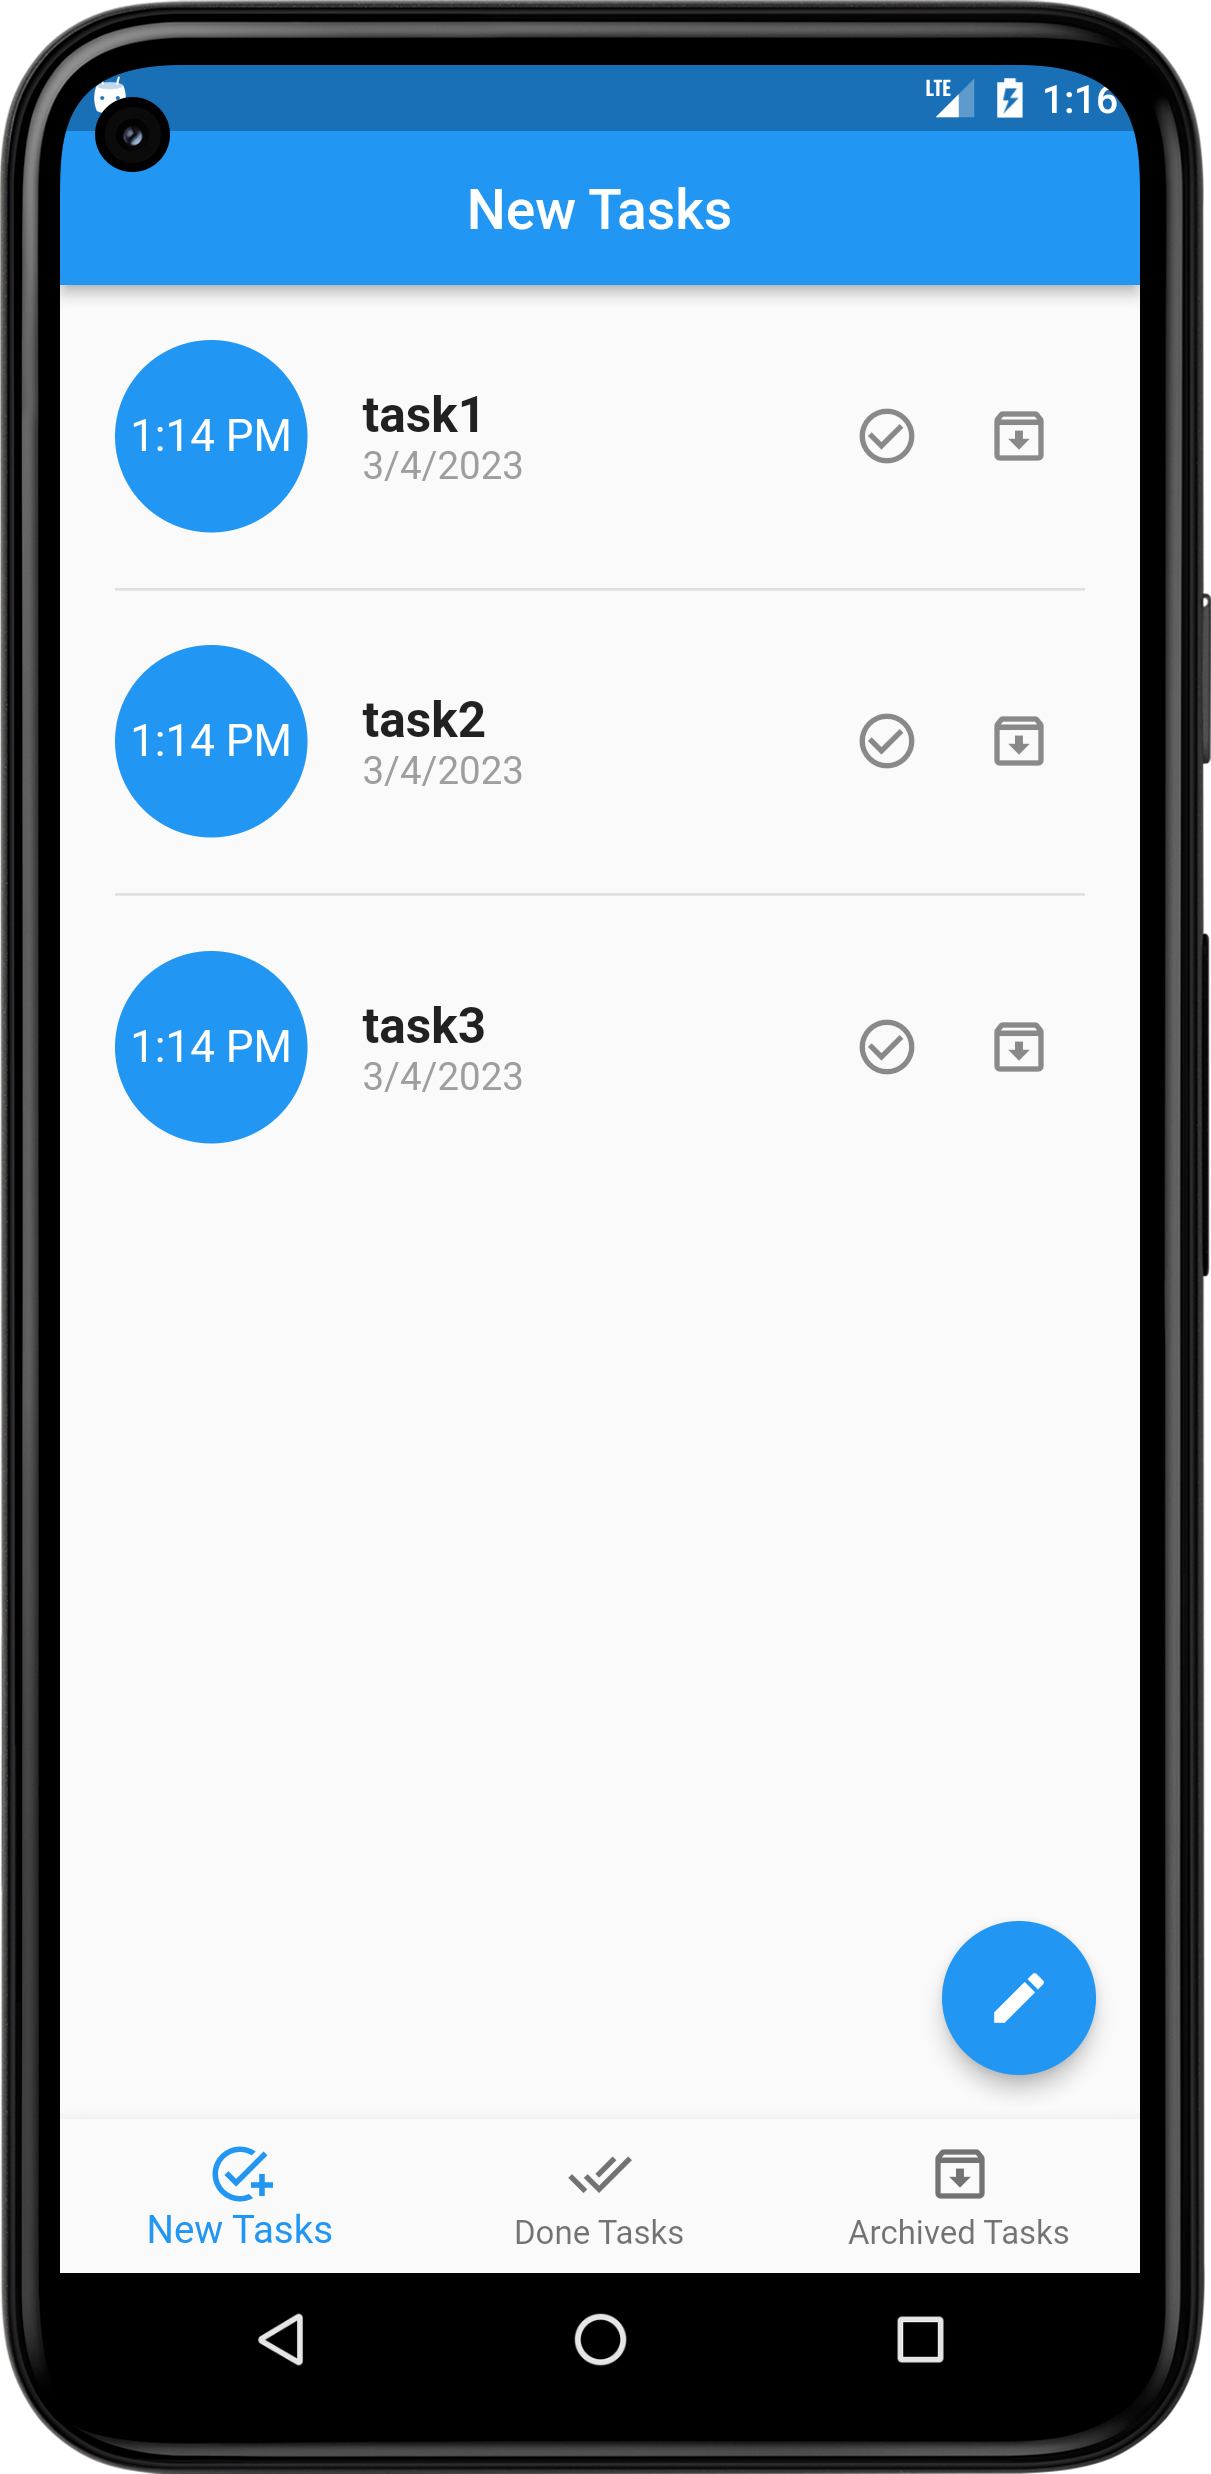 LTE 1:16
New Tasks
1:14 PM
task1
3/4/2023
1:14 PM
task2
3/4/2023
1:14 PM
task3
3/4/2023
New Tasks
Done Tasks
Archived Tasks